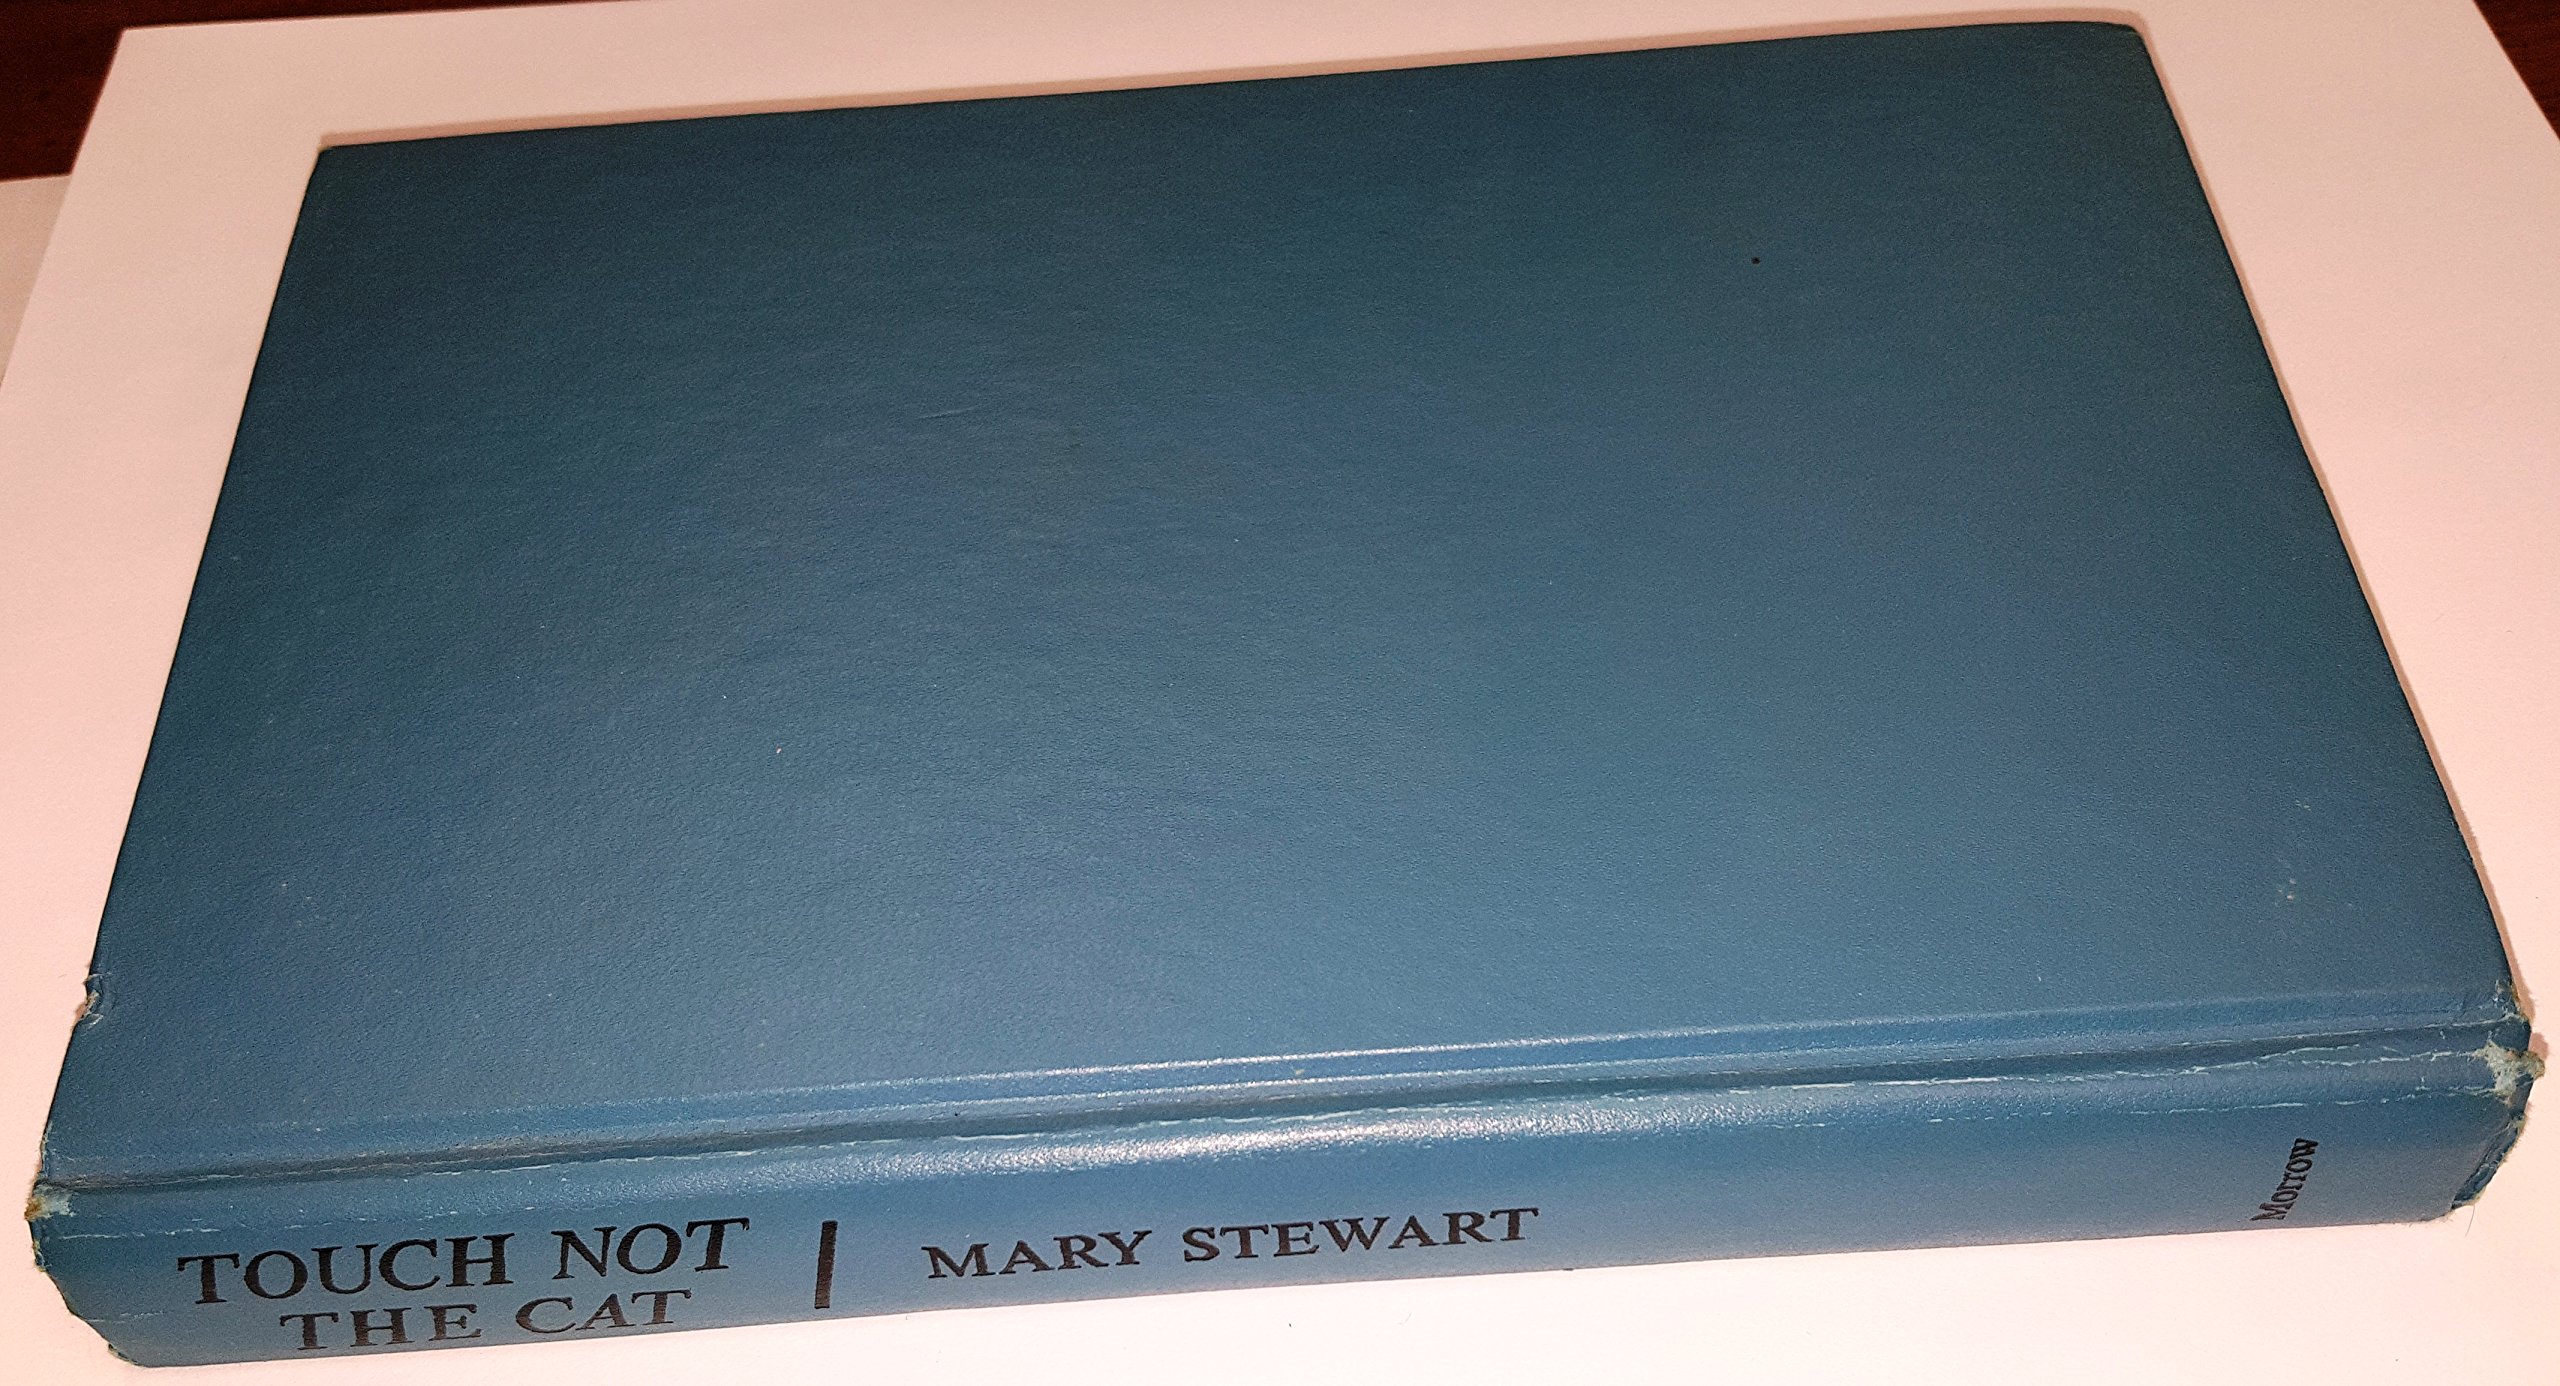 TOUCH NOT
THE CAT
MARY STEWART
Morrow